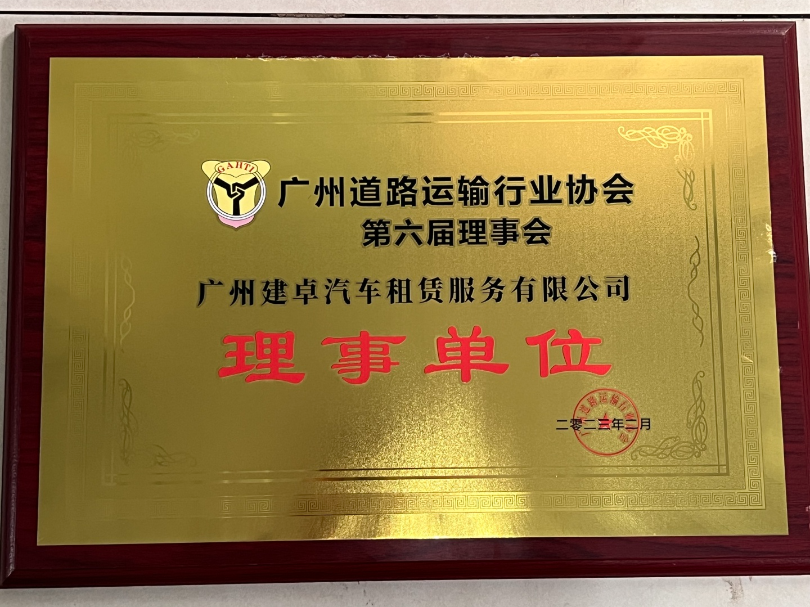 GARTI
广州道路运输行业协会
第六届理事会
广州建卓汽车租赁服务有限公司
理事单位
二零二三年二月